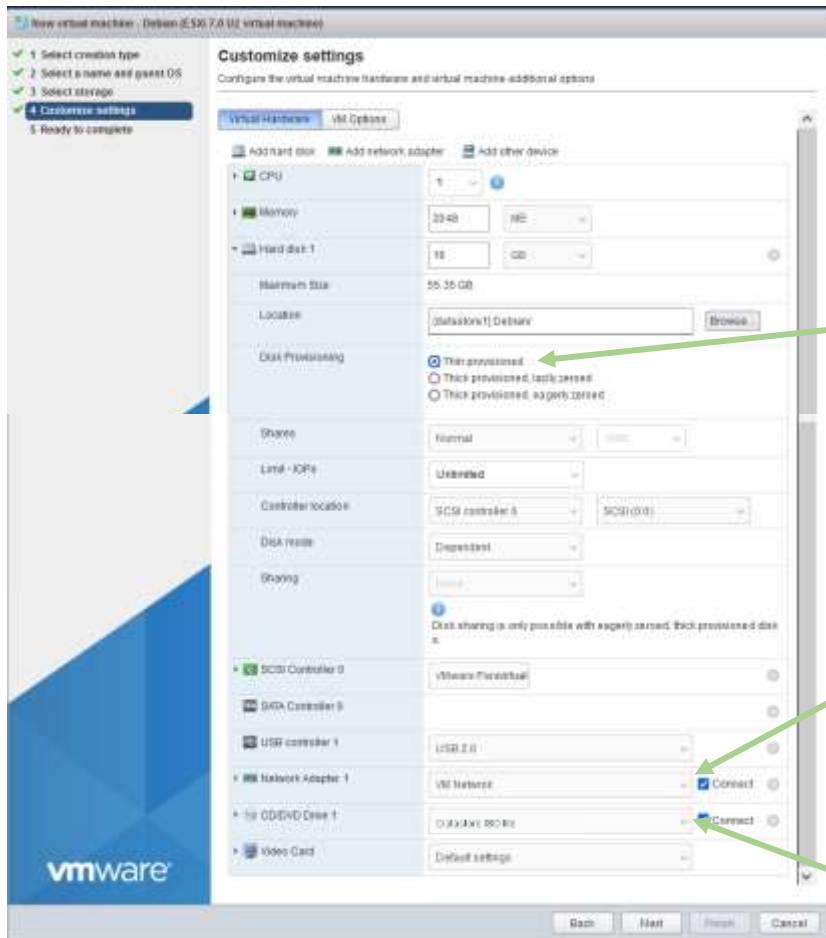 New virtual machine - Debian (ESXi 7.0 U2 virtual machine)
1 Select creation type
2 Select a name and guest OS
3 Select storage
4 Customize settings
5 Ready to complete
Customize settings
Configure the virtual machine hardware and virtual machine additional options
Virtual Hardware VM Options
Add hard disk Add network adapter Add other device
CPU 1
Memory 2048 MB
Hard disk 1 GB
Maximum Size 55.35 GB
Location [datastore1] Browse...
Disk Provisioning
Thin provisioned
Thick provisioned, lazily zeroed
Thick provisioned, eagerly zeroed
Shares Normal
Limit - IOPs Unlimited
Controller location SCSI controller 0 SCSI (0:0)
Disk mode Dependent
Sharing
Disk sharing is only possible with eagerly zeroed, thick provisioned disk
s.
SCSI Controller 0 VMware Paravirtual
SATA Controller 0
USB controller 1 USB 2.0
Network Adapter 1 VM Network Connect
CD/DVD Drive 1 Datastore ISO file Connect
Video Card Default settings
vmware
Back Next Finish Cancel